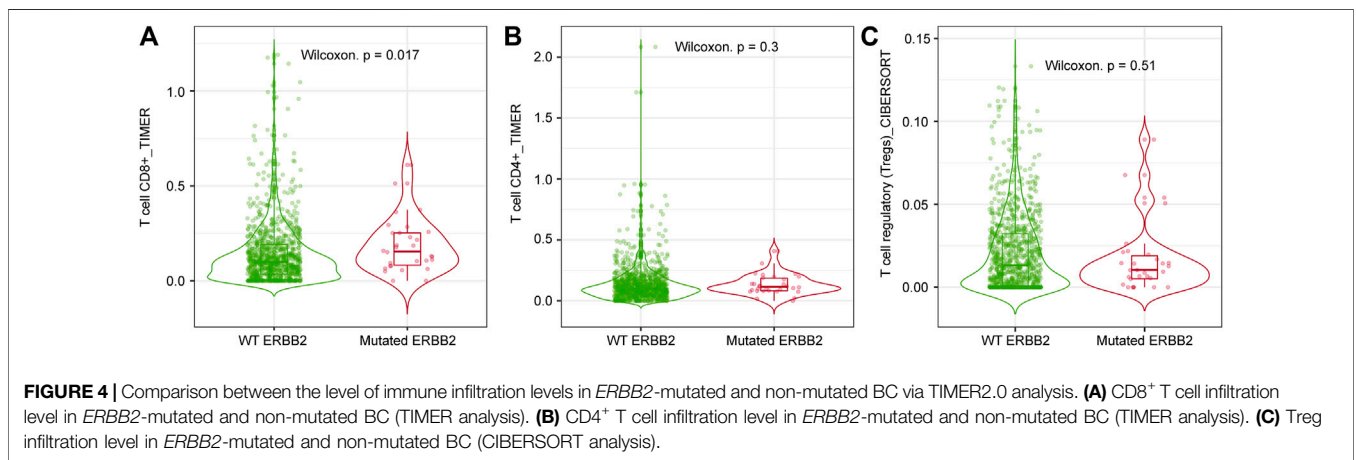 A
Wilcoxon. p = 0.017
T cell CD8+_TIMER
1.0
0.5
0.0
WT ERBB2 Mutated ERBB2
B
Wilcoxon. p = 0.3
T cell CD4+_TIMER
2.0
1.5
1.0
0.5
0.0
WT ERBB2 Mutated ERBB2
C
Wilcoxon. p = 0.51
T cell regulatory (Tregs)_CIBERSORT
0.15
0.10
0.05
0.00
WT ERBB2 Mutated ERBB2
FIGURE 4 | Comparison between the level of immune infiltration levels in ERBB2-mutated and non-mutated BC via TIMER2.0 analysis. (A) CD8⁺ T cell infiltration
level in ERBB2-mutated and non-mutated BC (TIMER analysis). (B) CD4⁺ T cell infiltration level in ERBB2-mutated and non-mutated BC (TIMER analysis). (C) Treg
infiltration level in ERBB2-mutated and non-mutated BC (CIBERSORT analysis).